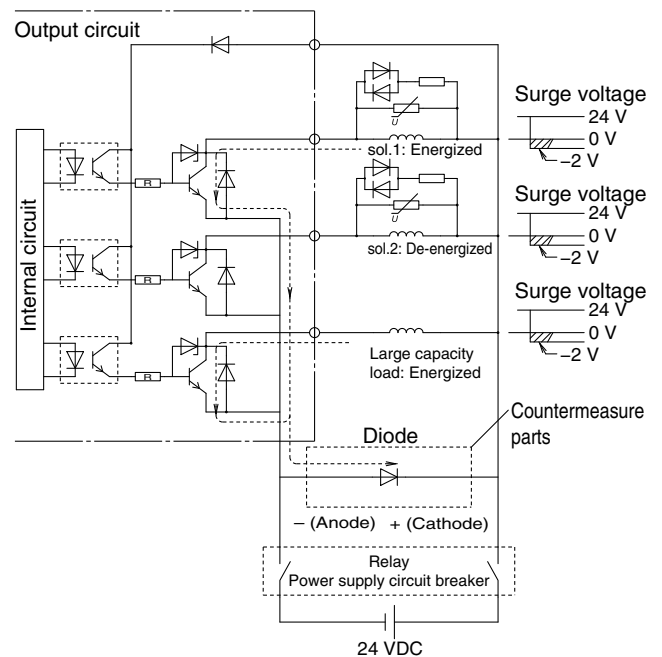 Output circuit
Internal circuit
R
R
R
U
sol.1: Energized
U
sol.2: De-energized
Large capacity
load: Energized
Surge voltage
24 V
0 V
−2 V
Surge voltage
24 V
0 V
−2 V
Surge voltage
24 V
0 V
−2 V
Countermeasure
parts
Diode
− (Anode) + (Cathode)
Relay
Power supply circuit breaker
24 VDC